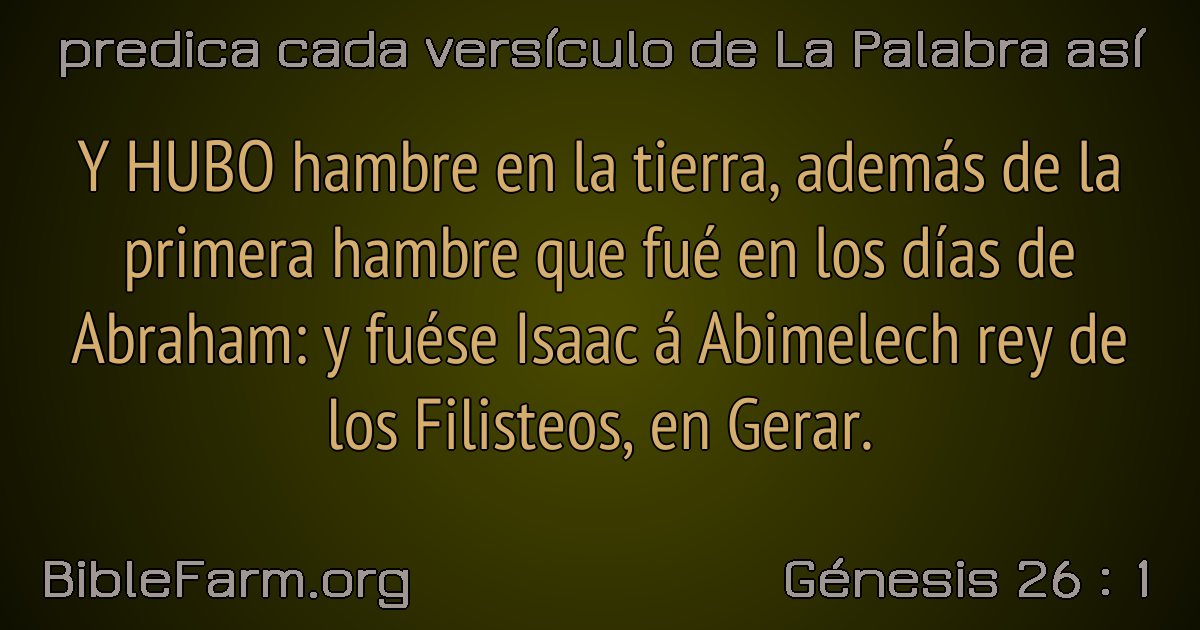 predica cada versículo de La Palabra así
Y HUBO hambre en la tierra, además de la
primera hambre que fué en los días de
Abraham: y fuése Isaac á Abimelech rey de
los Filisteos, en Gerar.
BibleFarm.org
Génesis 26 : 1